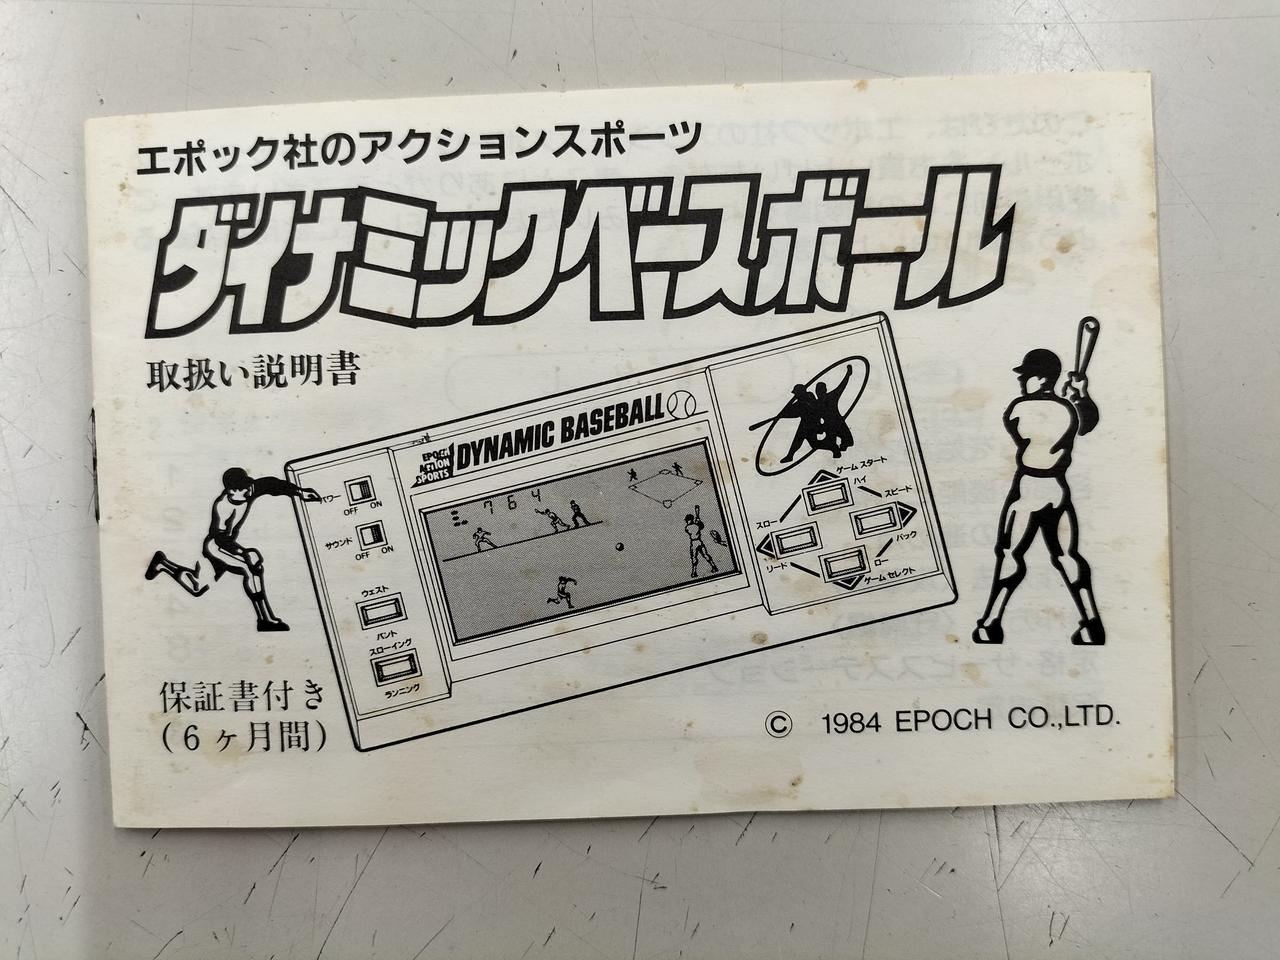 エポック社のアクションスポーツ
ダイナミックベースボール
取扱い説明書
EPOCH
ACTION
SPORTS
DYNAMIC BASEBALL
パワー
OFF ON
サウンド
OFF ON
ウェスト
バント
スローイング
ランニング
764
ゲームスタート
ハイ
スピード
スロー
リード
バック
ロー
ゲームセレクト
保証書付き
(6ヶ月間)
© 1984 EPOCH CO.,LTD.